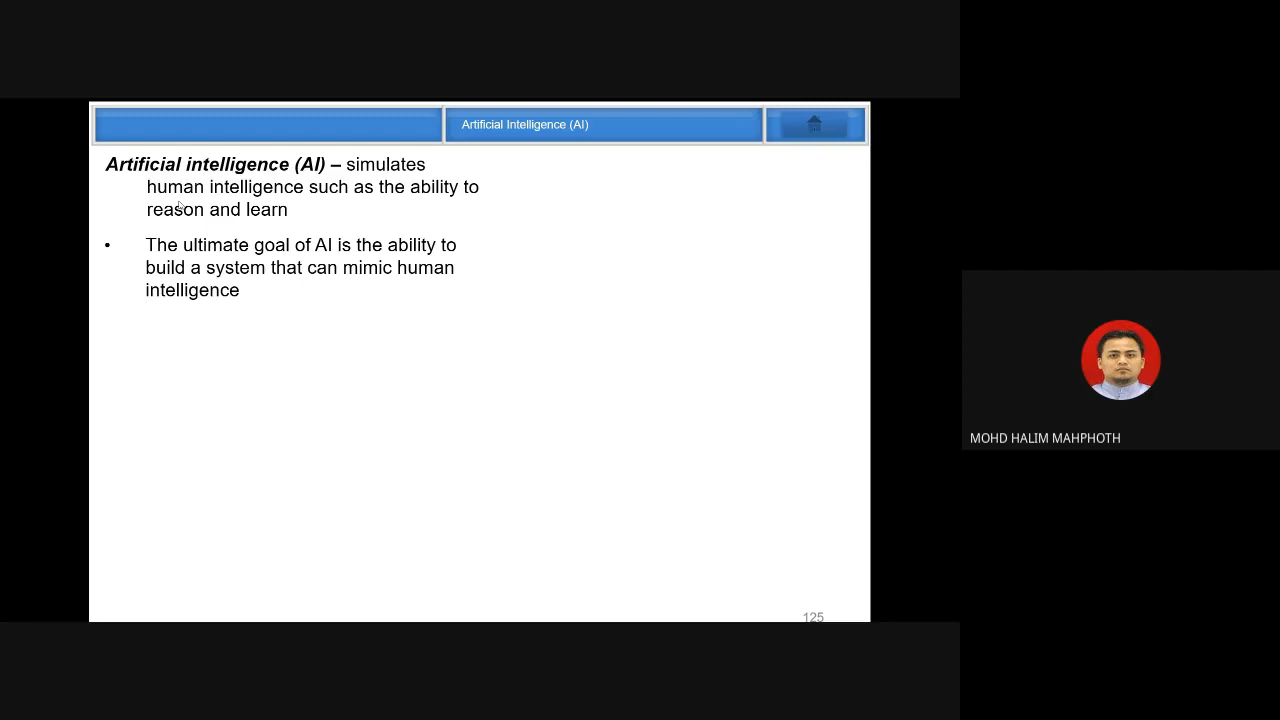 Artificial Intelligence (AI)
Artificial intelligence (AI) – simulates
human intelligence such as the ability to
reason and learn
• The ultimate goal of AI is the ability to
build a system that can mimic human
intelligence
125
MOHD HALIM MAHPHOTH